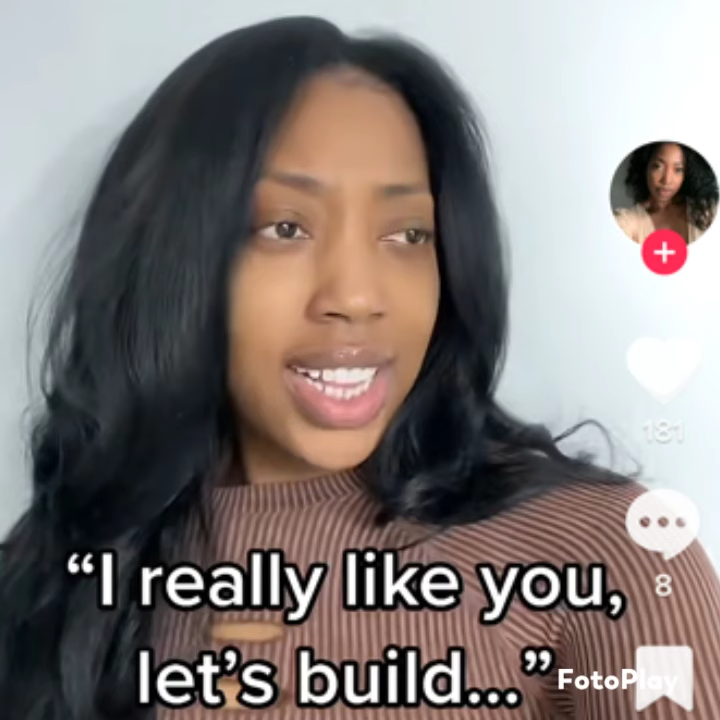 181
“I really like you,
8
let’s build...”
FotoPlay